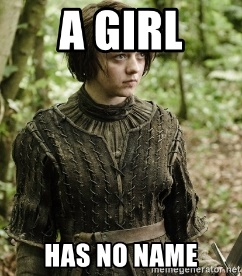 A GIRL
HAS NO NAME
memegenerator.net